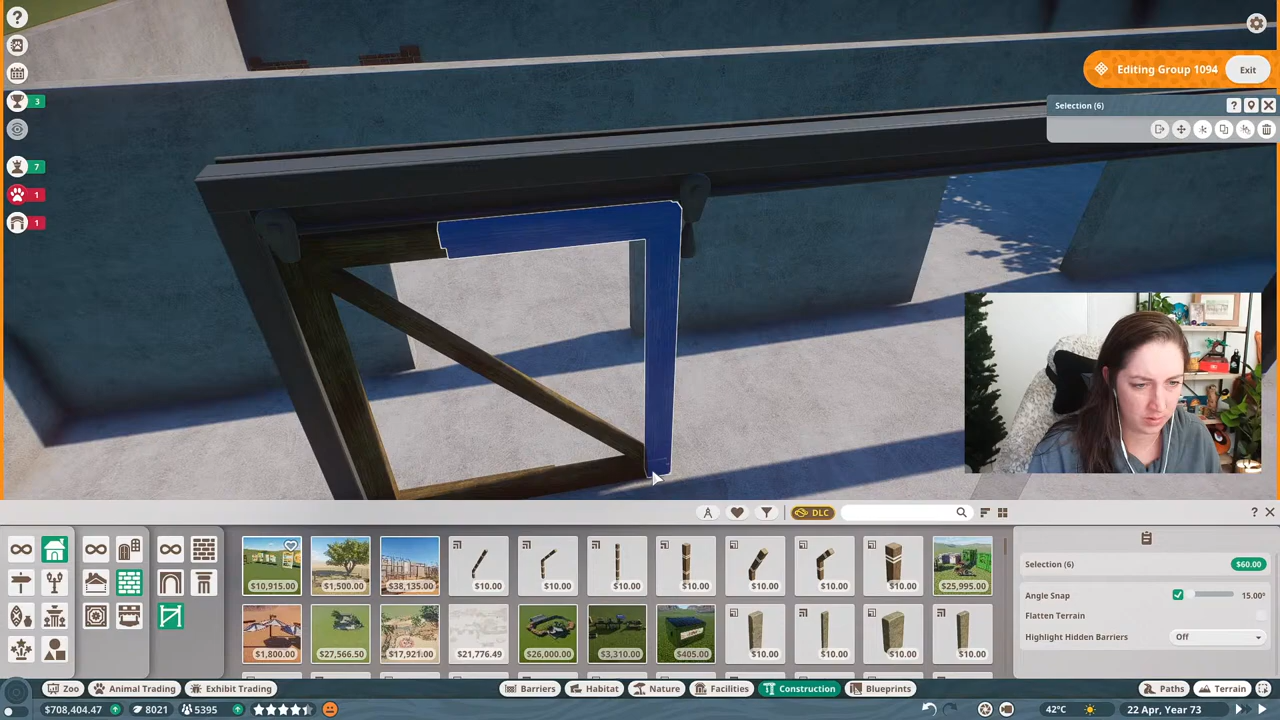 ?
Editing Group 1094
Exit
3
Selection (6)
?
7
1
1
DLC
?
$10,915.00
$1,500.00
$38,135.00
$10.00
$10.00
$10.00
$10.00
$10.00
$10.00
$10.00
$25,995.00
Selection (6)
$60.00
Angle Snap
15.00°
Flatten Terrain
Highlight Hidden Barriers
Off
$1,800.00
$27,566.50
$17,921.00
$21,776.49
$26,000.00
$3,310.00
$405.00
$10.00
$10.00
$10.00
$10.00
Zoo
Animal Trading
Exhibit Trading
Barriers
Habitat
Nature
Facilities
Construction
Blueprints
Paths
Terrain
$708,404.47
8021
5395
42°C
22 Apr, Year 73